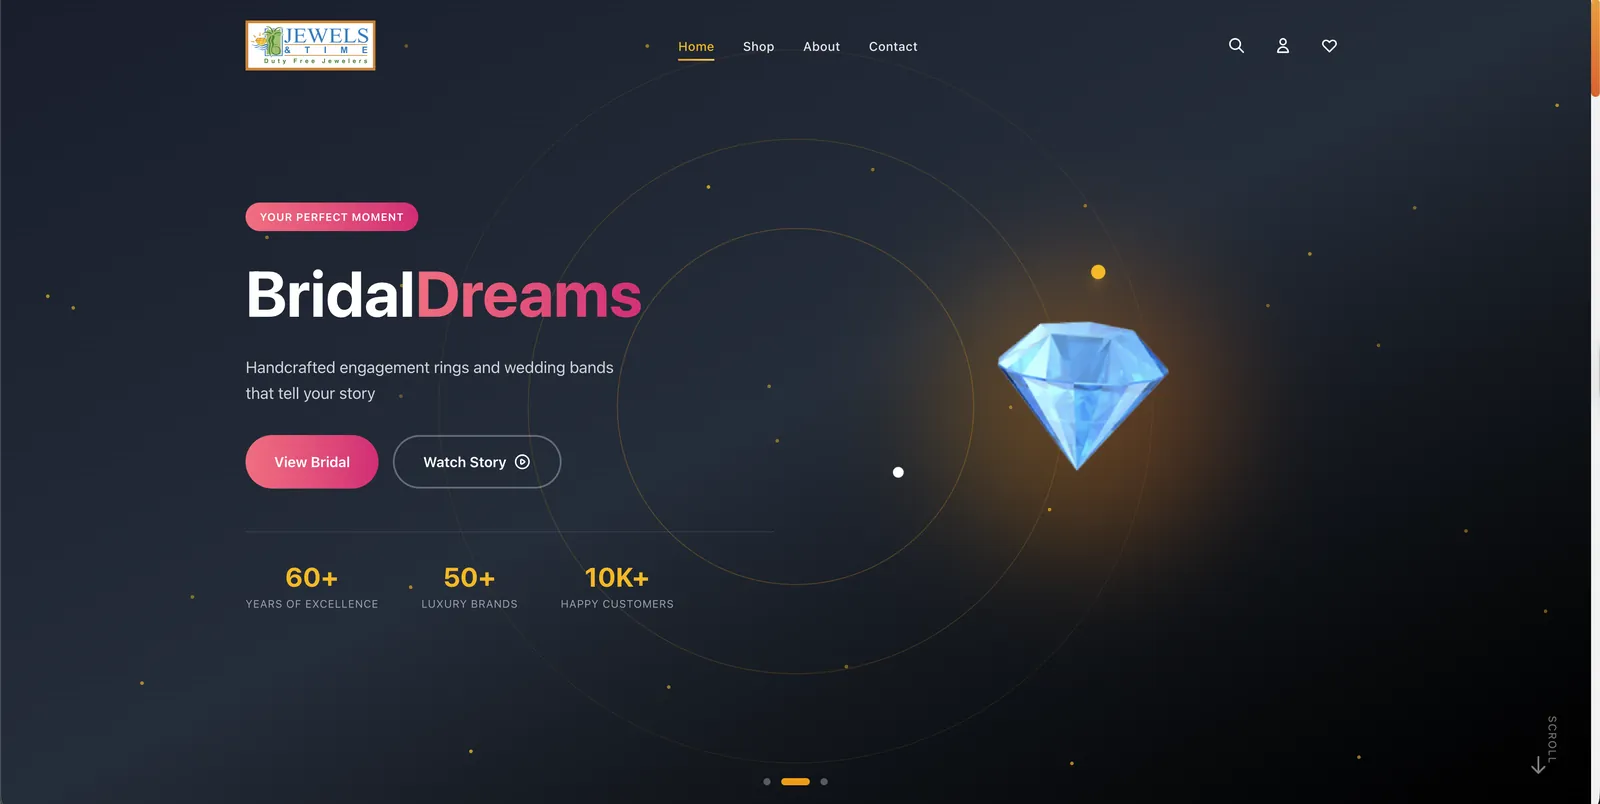 JEWELS
& TIME
Duty Free Jewelers
Home
Shop
About
Contact
YOUR PERFECT MOMENT
BridalDreams
Handcrafted engagement rings and wedding bands
that tell your story
View Bridal
Watch Story
60+
YEARS OF EXCELLENCE
50+
LUXURY BRANDS
10K+
HAPPY CUSTOMERS
SCROLL